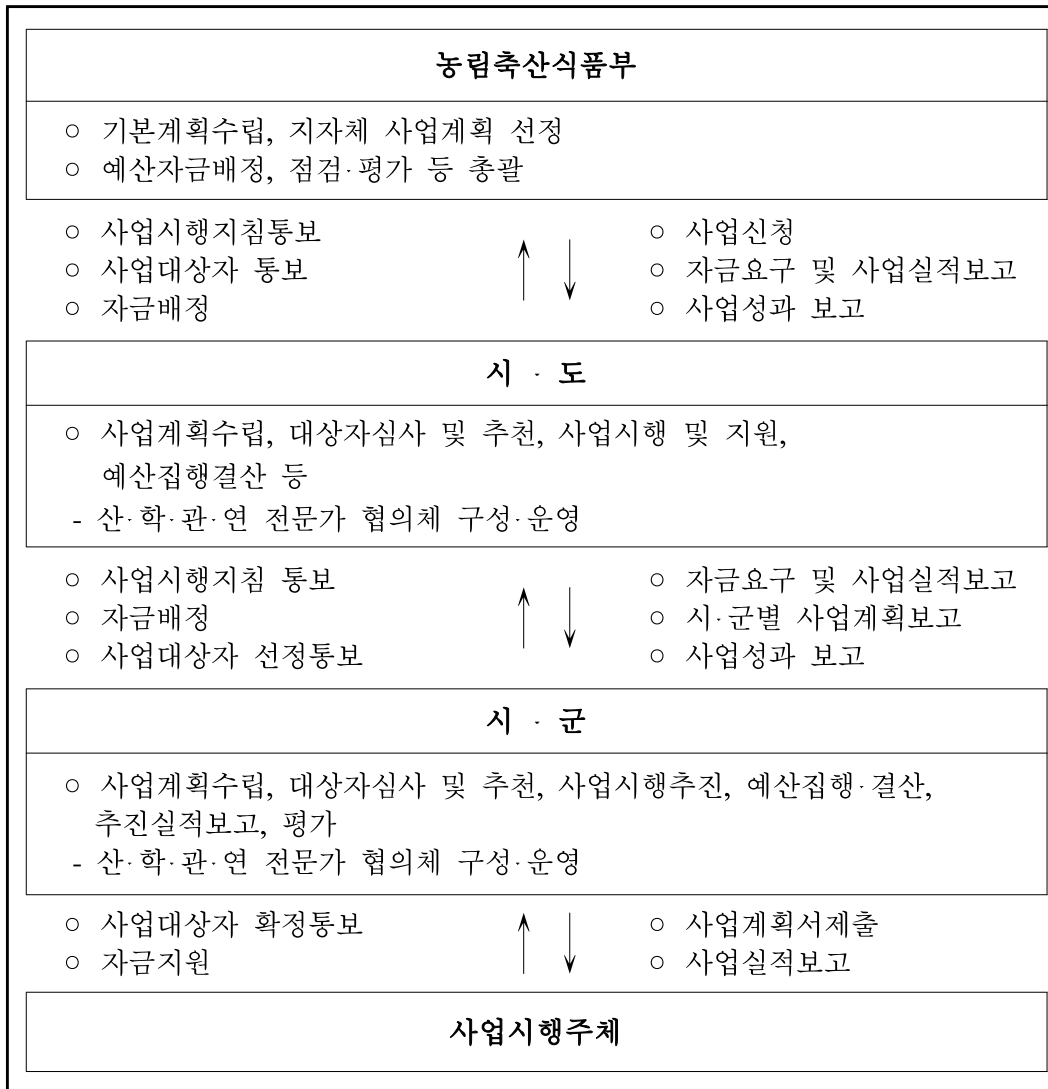 농림축산식품부
○ 기본계획수립, 지자체 사업계획 선정
○ 예산자금배정, 점검·평가 등 총괄
○ 사업시행지침통보
○ 사업대상자 통보
○ 자금배정
○ 사업신청
○ 자금요구 및 사업실적보고
○ 사업성과 보고
시 · 도
○ 사업계획수립, 대상자심사 및 추천, 사업시행 및 지원,
예산집행결산 등
- 산·학·관·연 전문가 협의체 구성·운영
○ 사업시행지침 통보
○ 자금배정
○ 사업대상자 선정통보
○ 자금요구 및 사업실적보고
○ 시·군별 사업계획보고
○ 사업성과 보고
시 · 군
○ 사업계획수립, 대상자심사 및 추천, 사업시행추진, 예산집행·결산,
추진실적보고, 평가
- 산·학·관·연 전문가 협의체 구성·운영
○ 사업대상자 확정통보
○ 자금지원
○ 사업계획서제출
○ 사업실적보고
사업시행주체